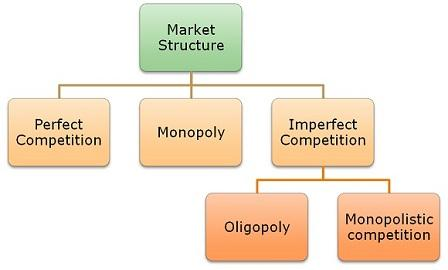 Market
Structure
Perfect
Competition
Monopoly
Imperfect
Competition
Oligopoly
Monopolistic
competition